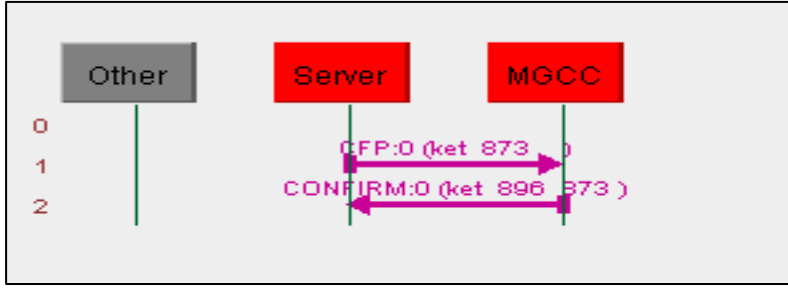 Other Server MGCC
0
CFP:0 (ket 873 )
1
CONFIRM:0 (ket 896 873 )
2